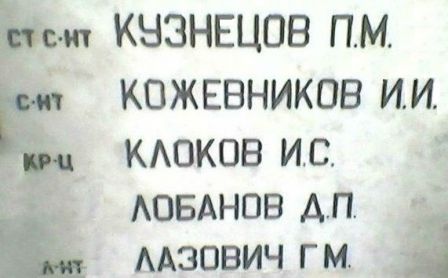 СТ С-НТ КУЗНЕЦОВ П.М.
С-НТ КОЖЕВНИКОВ И.И.
КР-Ц КЛОКОВ И.С.
ЛОБАНОВ Д.П.
Л-НТ ЛАЗОВИЧ Г М.